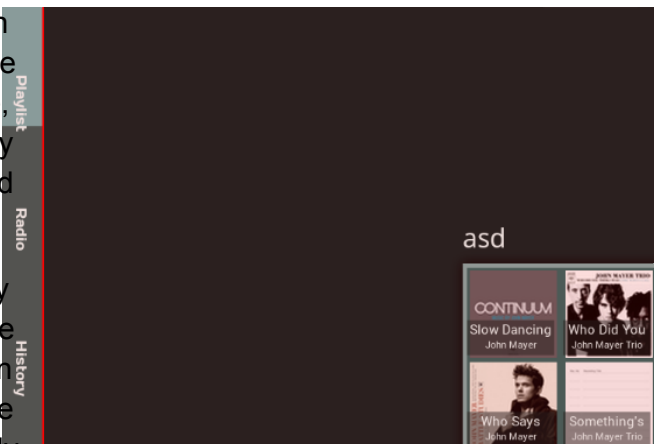 Playlist
Radio
History
asd
CONTINUUM
Slow Dancing
John Mayer
JOHN MAYER TRIO
Who Did You
John Mayer Trio
Who Says
John Mayer
Something's
John Mayer Trio